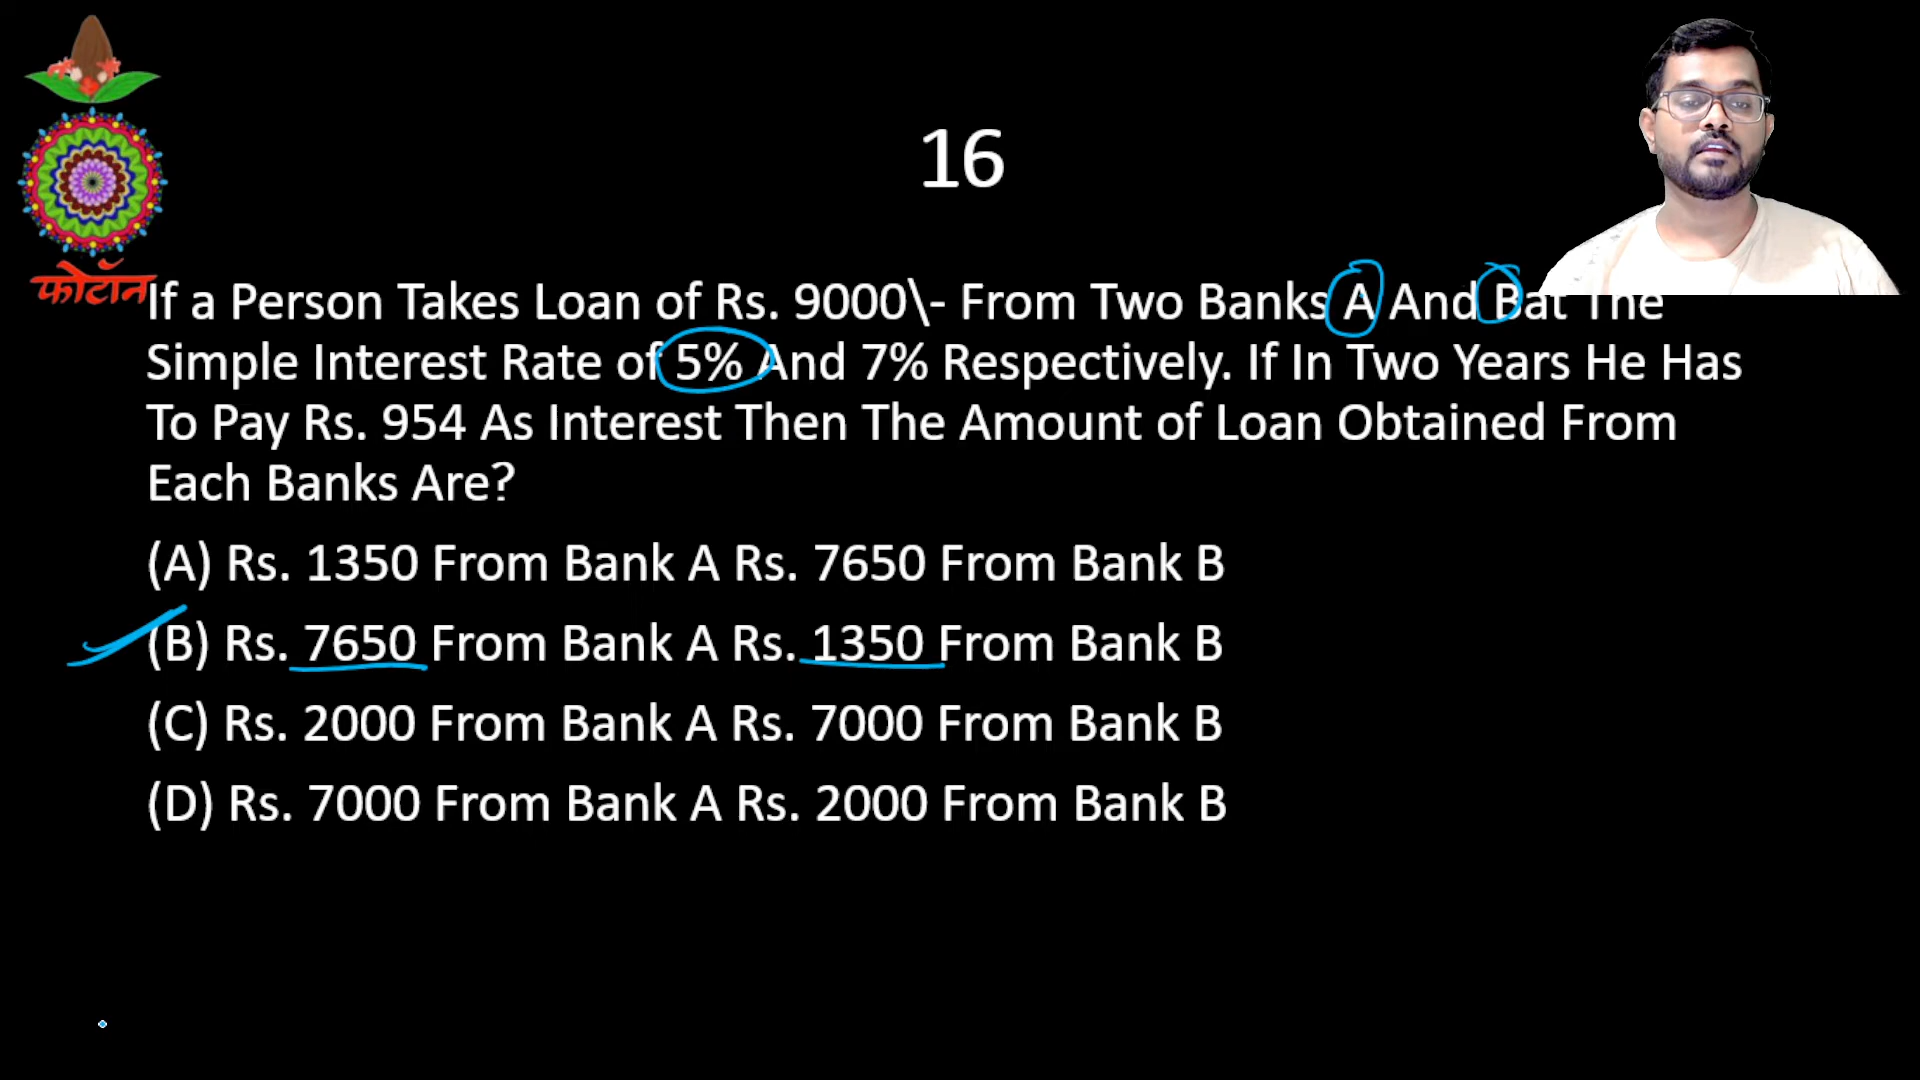 16
फोटॉन
If a Person Takes Loan of Rs. 9000\- From Two Banks A And Bat The
Simple Interest Rate of 5% And 7% Respectively. If In Two Years He Has
To Pay Rs. 954 As Interest Then The Amount of Loan Obtained From
Each Banks Are?
(A) Rs. 1350 From Bank A Rs. 7650 From Bank B
(B) Rs. 7650 From Bank A Rs. 1350 From Bank B
(C) Rs. 2000 From Bank A Rs. 7000 From Bank B
(D) Rs. 7000 From Bank A Rs. 2000 From Bank B